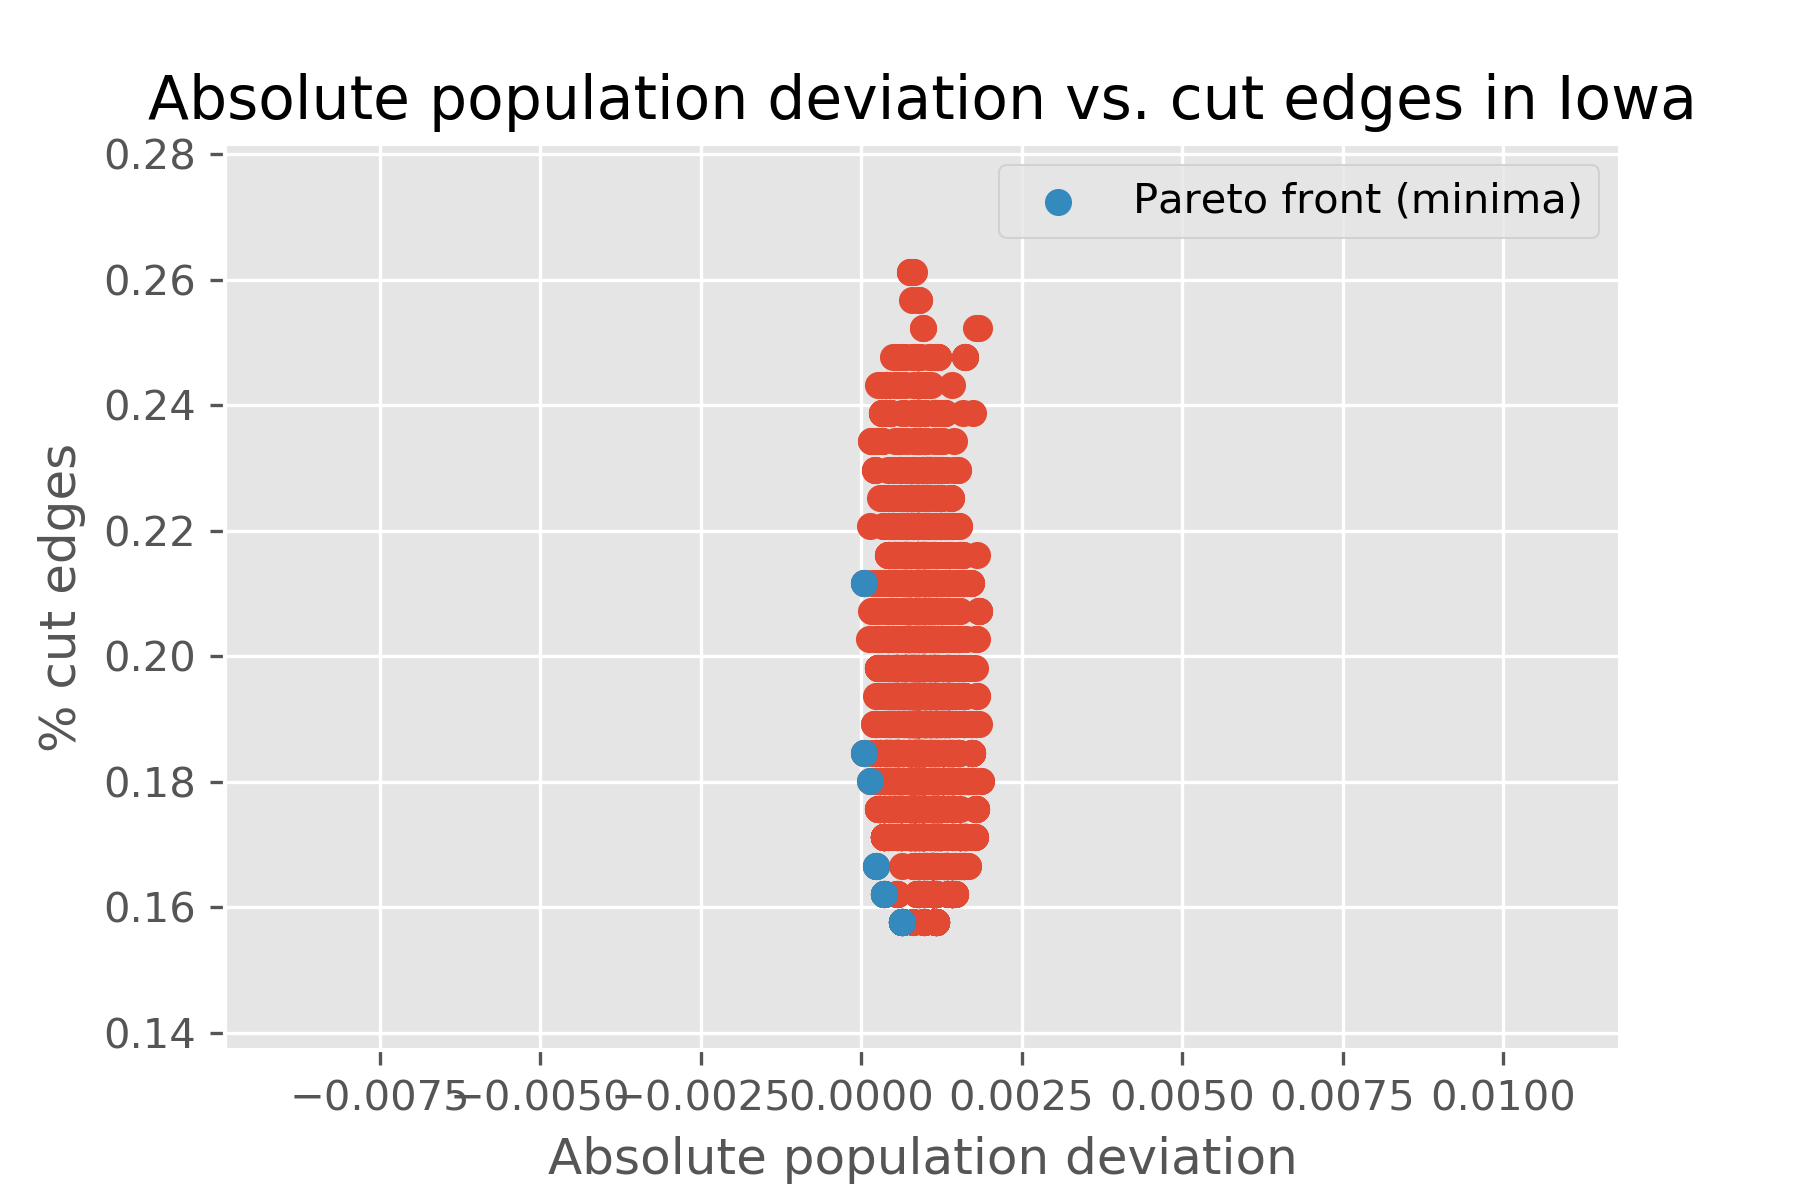 Absolute population deviation vs. cut edges in Iowa
Pareto front (minima)
% cut edges
0.28
0.26
0.24
0.22
0.20
0.18
0.16
0.14
−0.0075 −0.0050 −0.0025 0.0000 0.0025 0.0050 0.0075 0.0100
Absolute population deviation